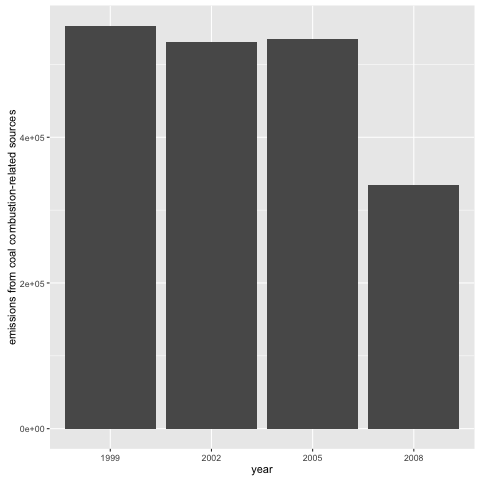 emissions from coal combustion-related sources
4e+05
2e+05
0e+00
1999 2002 2005 2008
year